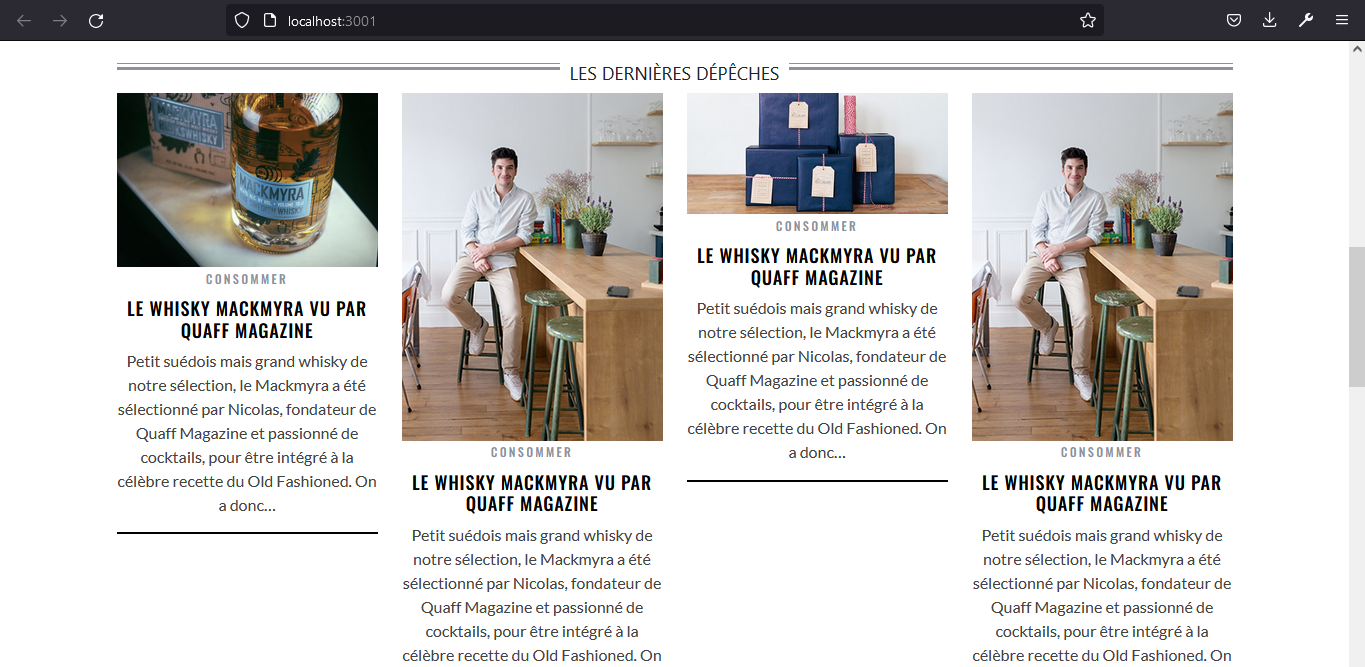 localhost:3001
LES DERNIÈRES DÉPÊCHES
MACKMYRA
MACKMYRA
WHISKY
CONSOMMER
LE WHISKY MACKMYRA VU PAR
QUAFF MAGAZINE
Petit suédois mais grand whisky de
notre sélection, le Mackmyra a été
sélectionné par Nicolas, fondateur de
Quaff Magazine et passionné de
cocktails, pour être intégré à la
célèbre recette du Old Fashioned. On
a donc...
CONSOMMER
LE WHISKY MACKMYRA VU PAR
QUAFF MAGAZINE
Petit suédois mais grand whisky de
notre sélection, le Mackmyra a été
sélectionné par Nicolas, fondateur de
Quaff Magazine et passionné de
cocktails, pour être intégré à la
célèbre recette du Old Fashioned. On
CONSOMMER
LE WHISKY MACKMYRA VU PAR
QUAFF MAGAZINE
Petit suédois mais grand whisky de
notre sélection, le Mackmyra a été
sélectionné par Nicolas, fondateur de
Quaff Magazine et passionné de
cocktails, pour être intégré à la
célèbre recette du Old Fashioned. On
a donc...
CONSOMMER
LE WHISKY MACKMYRA VU PAR
QUAFF MAGAZINE
Petit suédois mais grand whisky de
notre sélection, le Mackmyra a été
sélectionné par Nicolas, fondateur de
Quaff Magazine et passionné de
cocktails, pour être intégré à la
célèbre recette du Old Fashioned. On